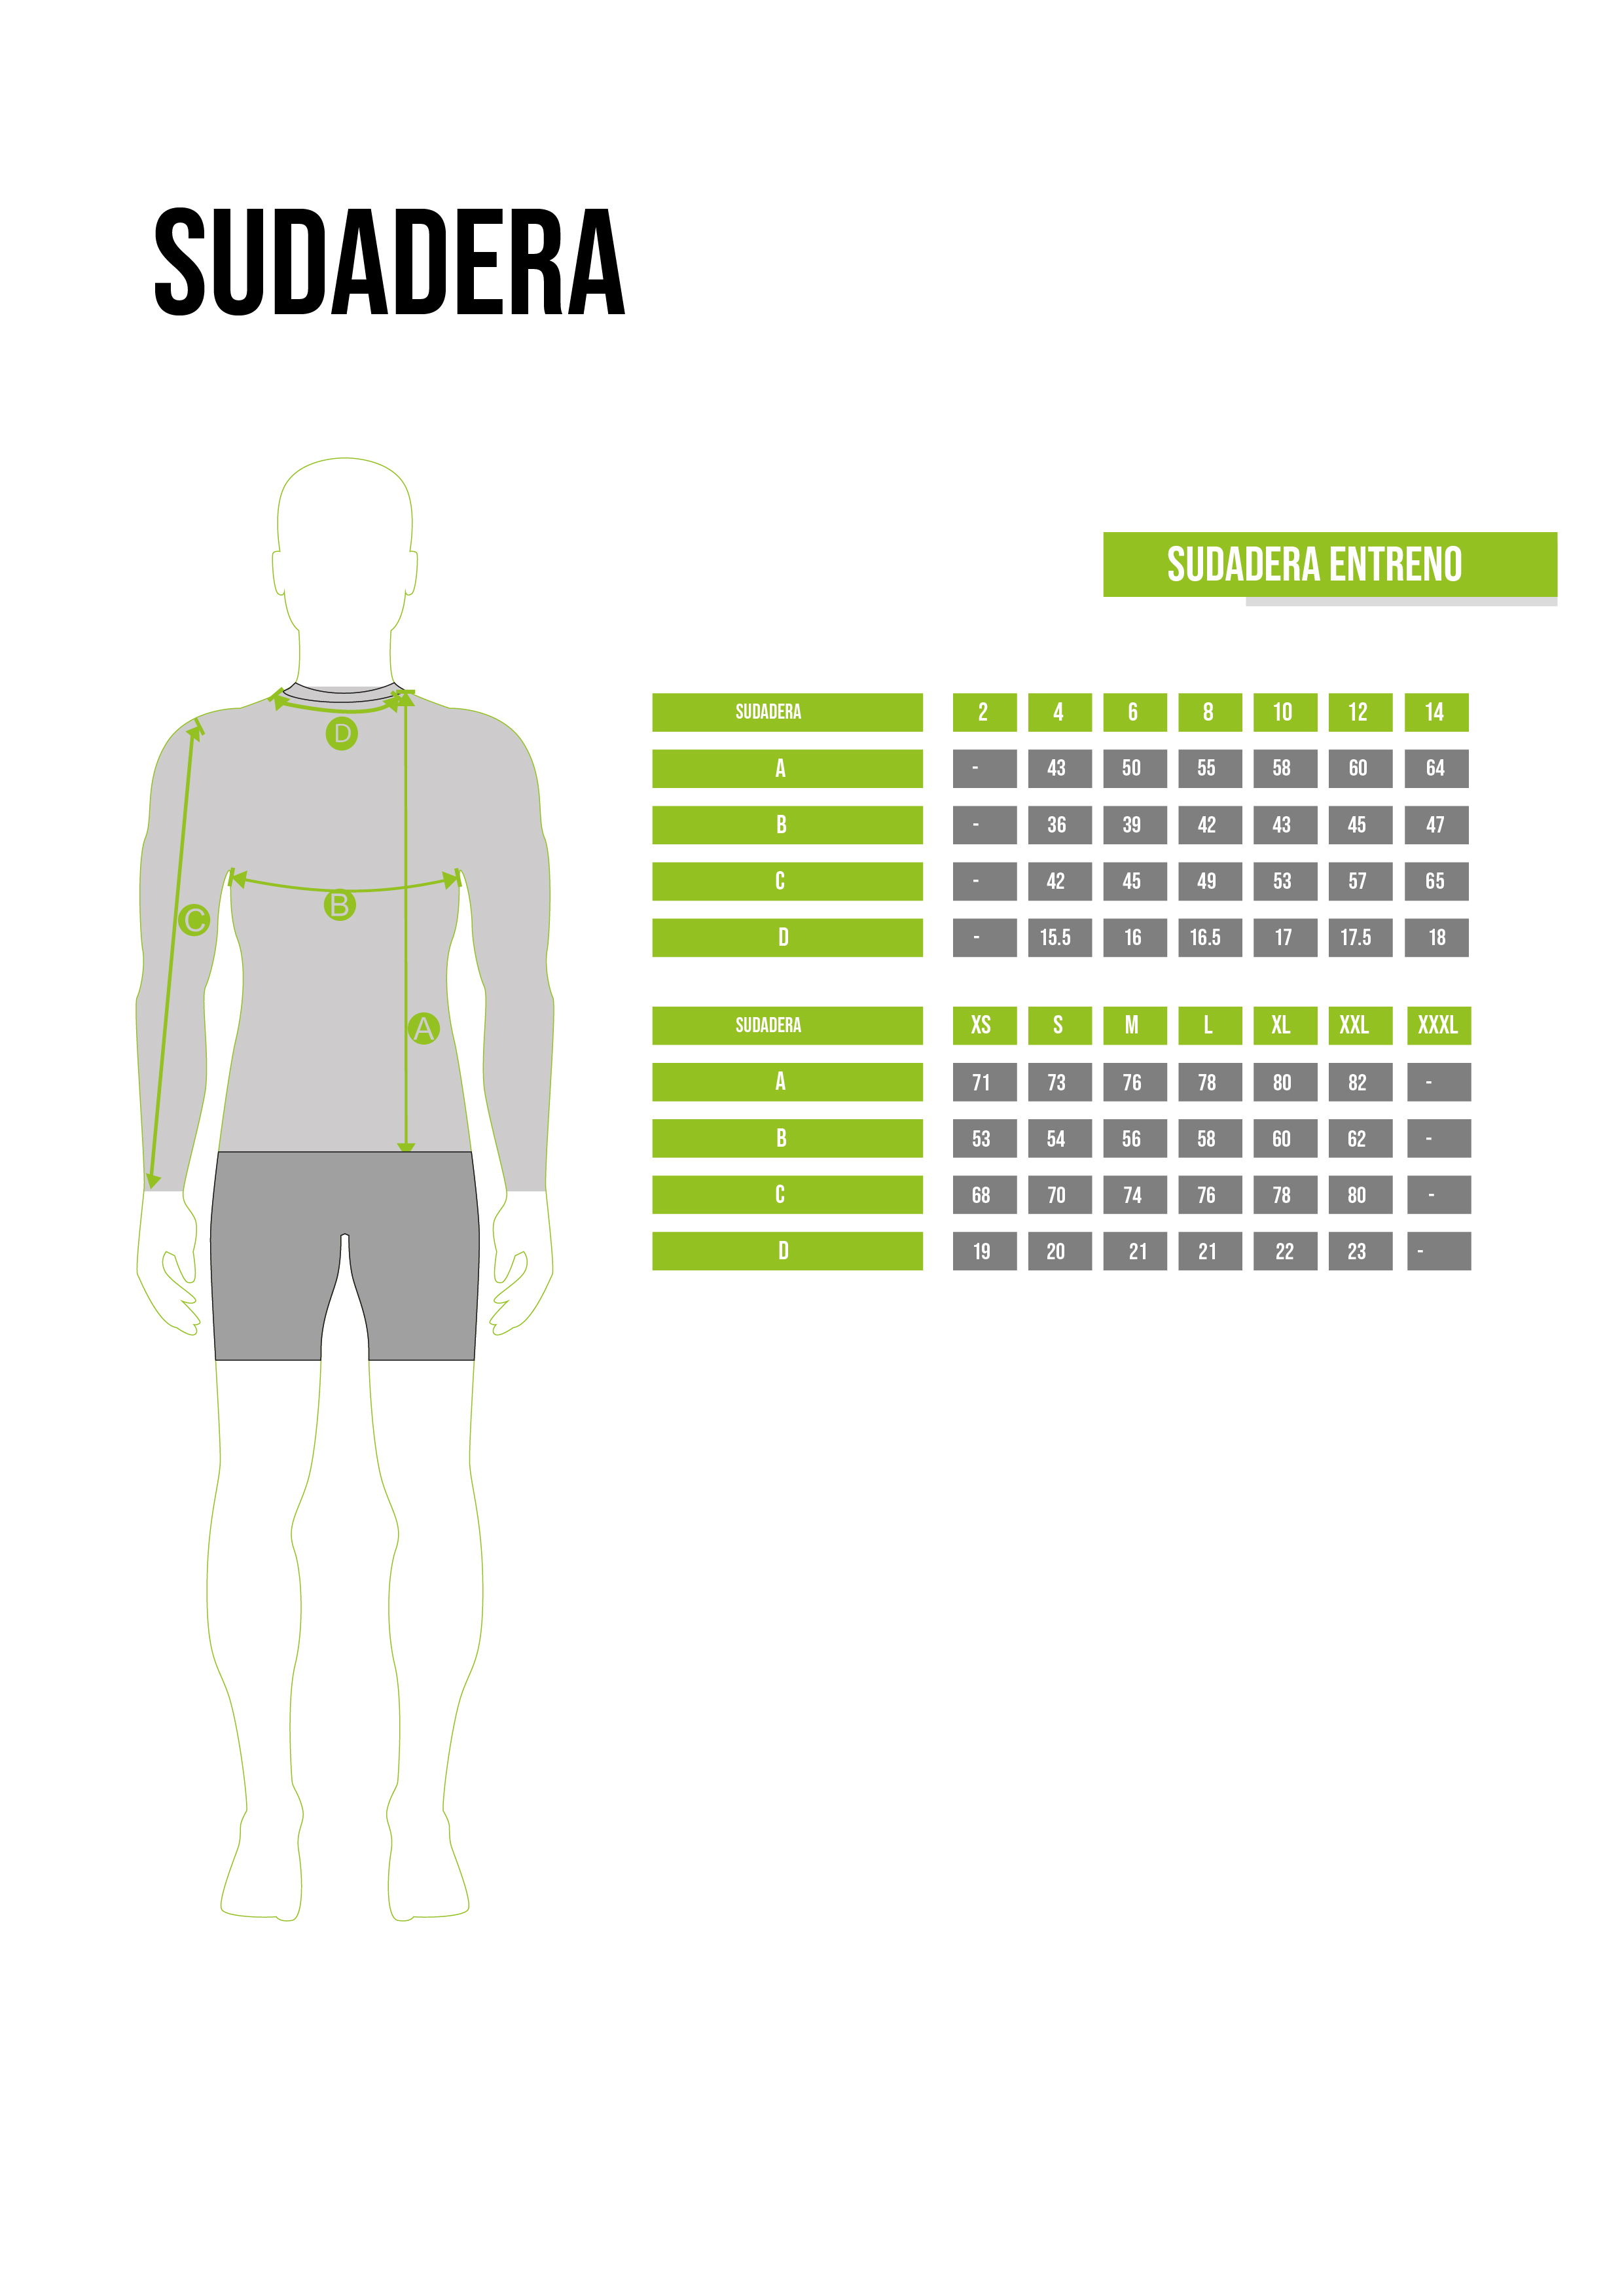 SUDADERA
SUDADERA ENTRENO
D
C
B
A
SUDADERA 2 4 6 8 10 12 14
A - 43 50 55 58 60 64
B - 36 39 42 43 45 47
C - 42 45 49 53 57 65
D - 15.5 16 16.5 17 17.5 18
SUDADERA XS S M L XL XXL XXXL
A 71 73 76 78 80 82 -
B 53 54 56 58 60 62 -
C 68 70 74 76 78 80 -
D 19 20 21 21 22 23 -